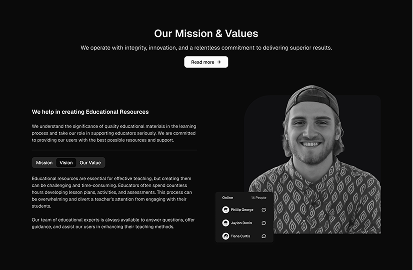 Our Mission & Values
We operate with integrity, innovation, and a relentless commitment to delivering superior results.
Read more →
We help in creating Educational Resources
We understand the significance of quality educational materials in the learning
process and take our role in supporting educators seriously. We are committed
to providing our users with the best possible resources and support.
Mission Vision Our Value
Educational resources are essential for effective teaching, but creating them
can be challenging and time-consuming. Educators often spend countless
hours developing lesson plans, activities, and assessments. This process can
be overwhelming and divert a teacher's attention from engaging with their
students.
Our team of educational experts is always available to answer questions, offer
guidance, and assist our users in enhancing their teaching methods.
Online People
Phillip George
Jaylon
Tiana Curtis